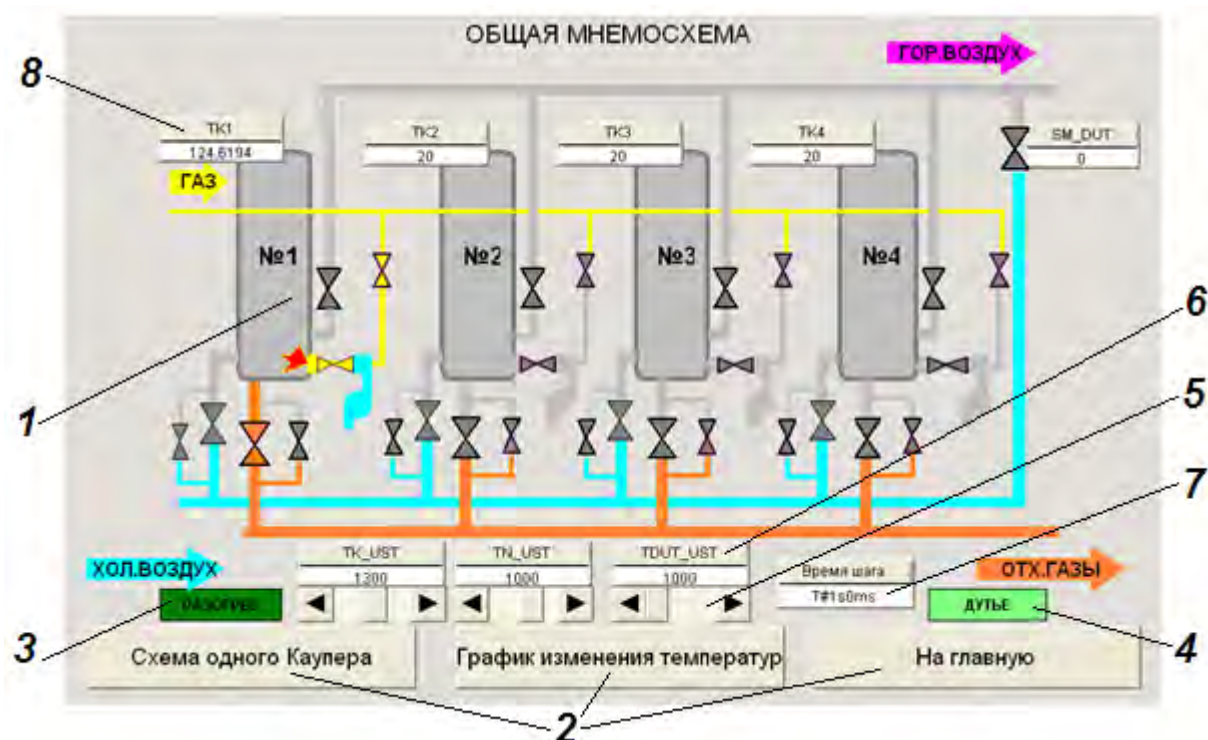 ОБЩАЯ МНЕМОСХЕМА
ГОР.ВОЗДУХ
8
TK1
124,6194
TK2
20
TK3
20
TK4
20
SM_DUT
0
ГАЗ
№1
№2
№3
№4
6
1
5
7
TK_UST
1300
TN_UST
1000
TDUT_UST
1000
Время шага
T#1s0ms
ХОЛ.ВОЗДУХ
ОТХ.ГАЗЫ
РАЗОГРЕВ
ДУТЬЕ
3
4
Схема одного Каупера
График изменения температур
На главную
2